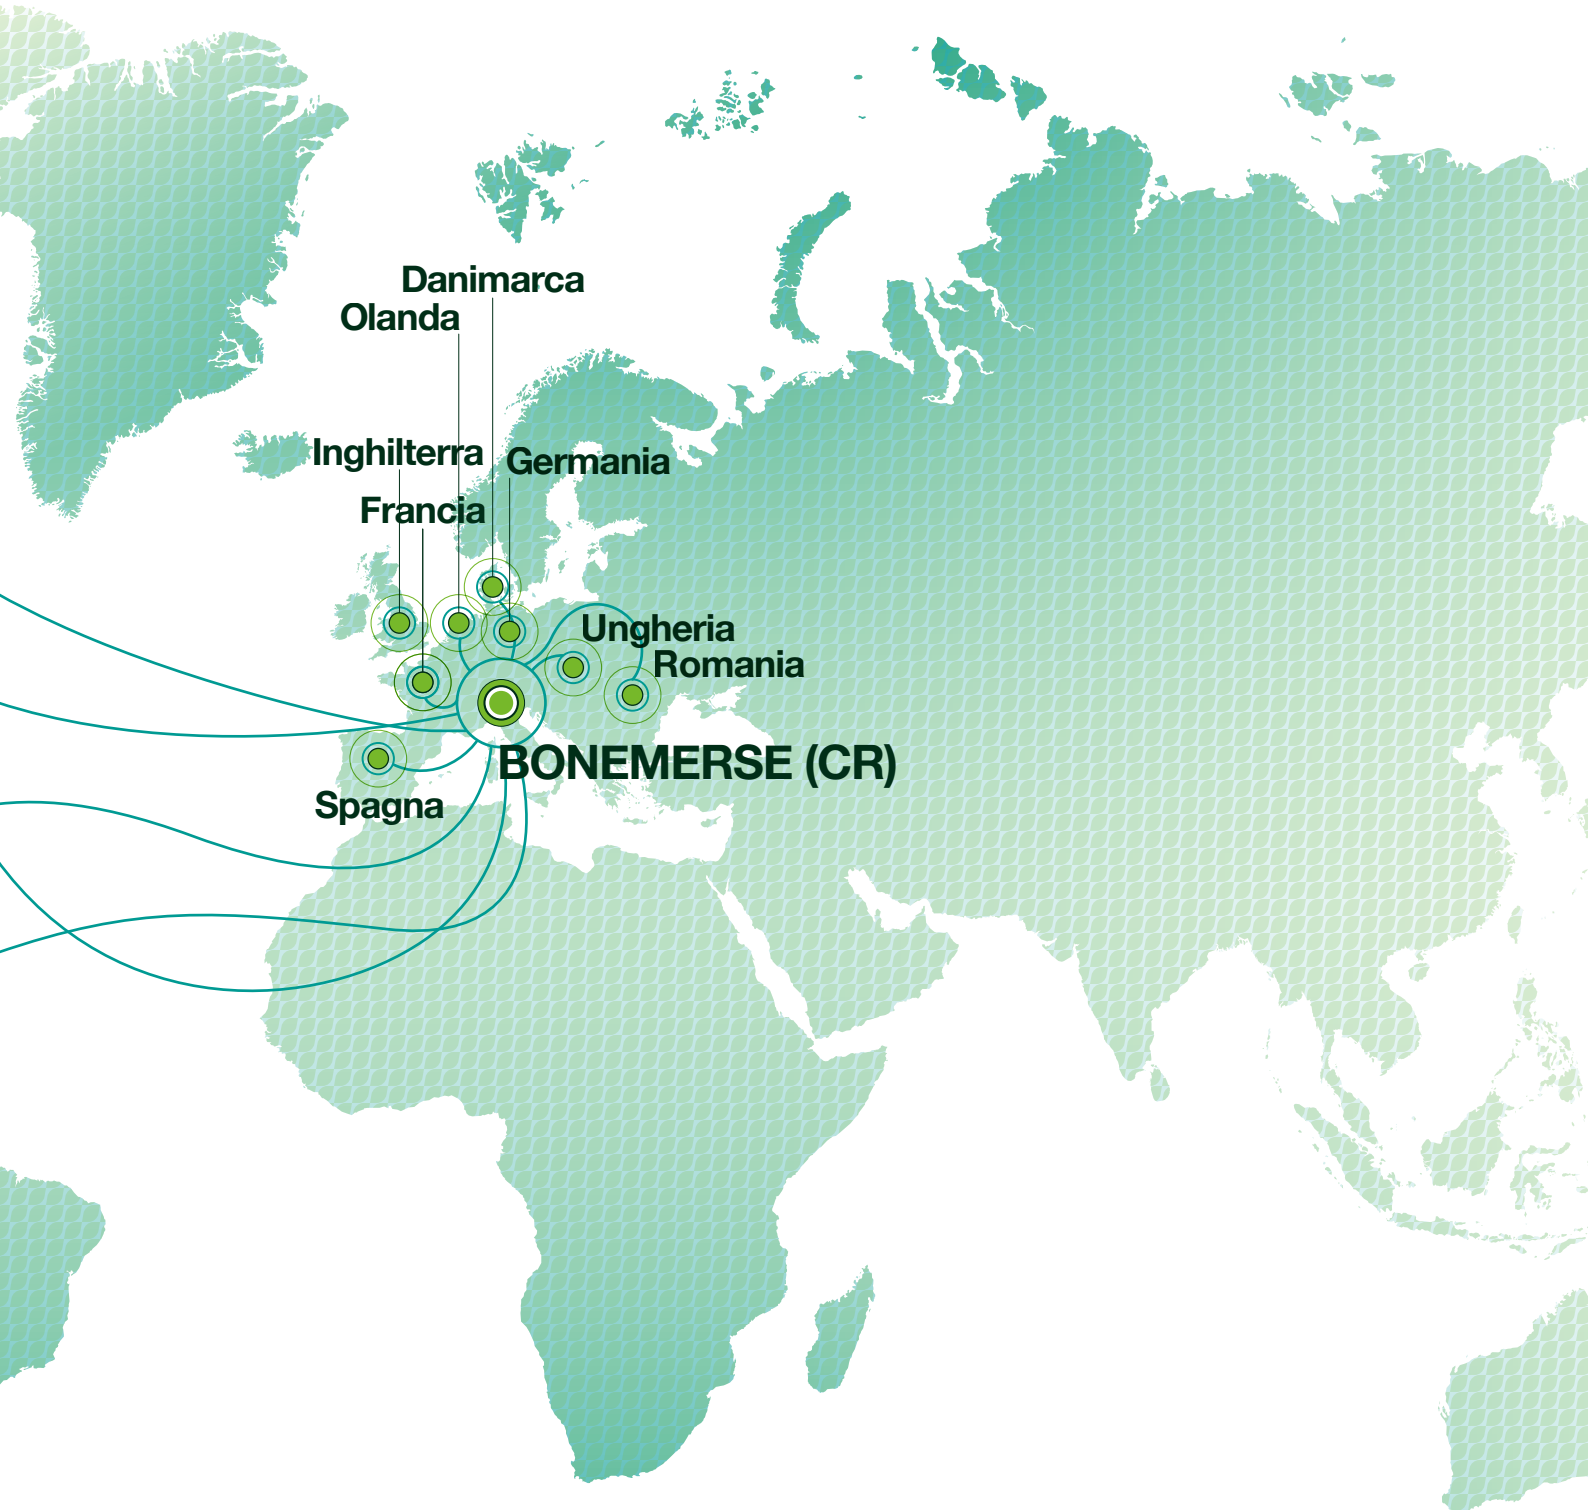 Danimarca
Olanda
Inghilterra
Germania
Francia
Ungheria
Romania
BONEMERSE (CR)
Spagna